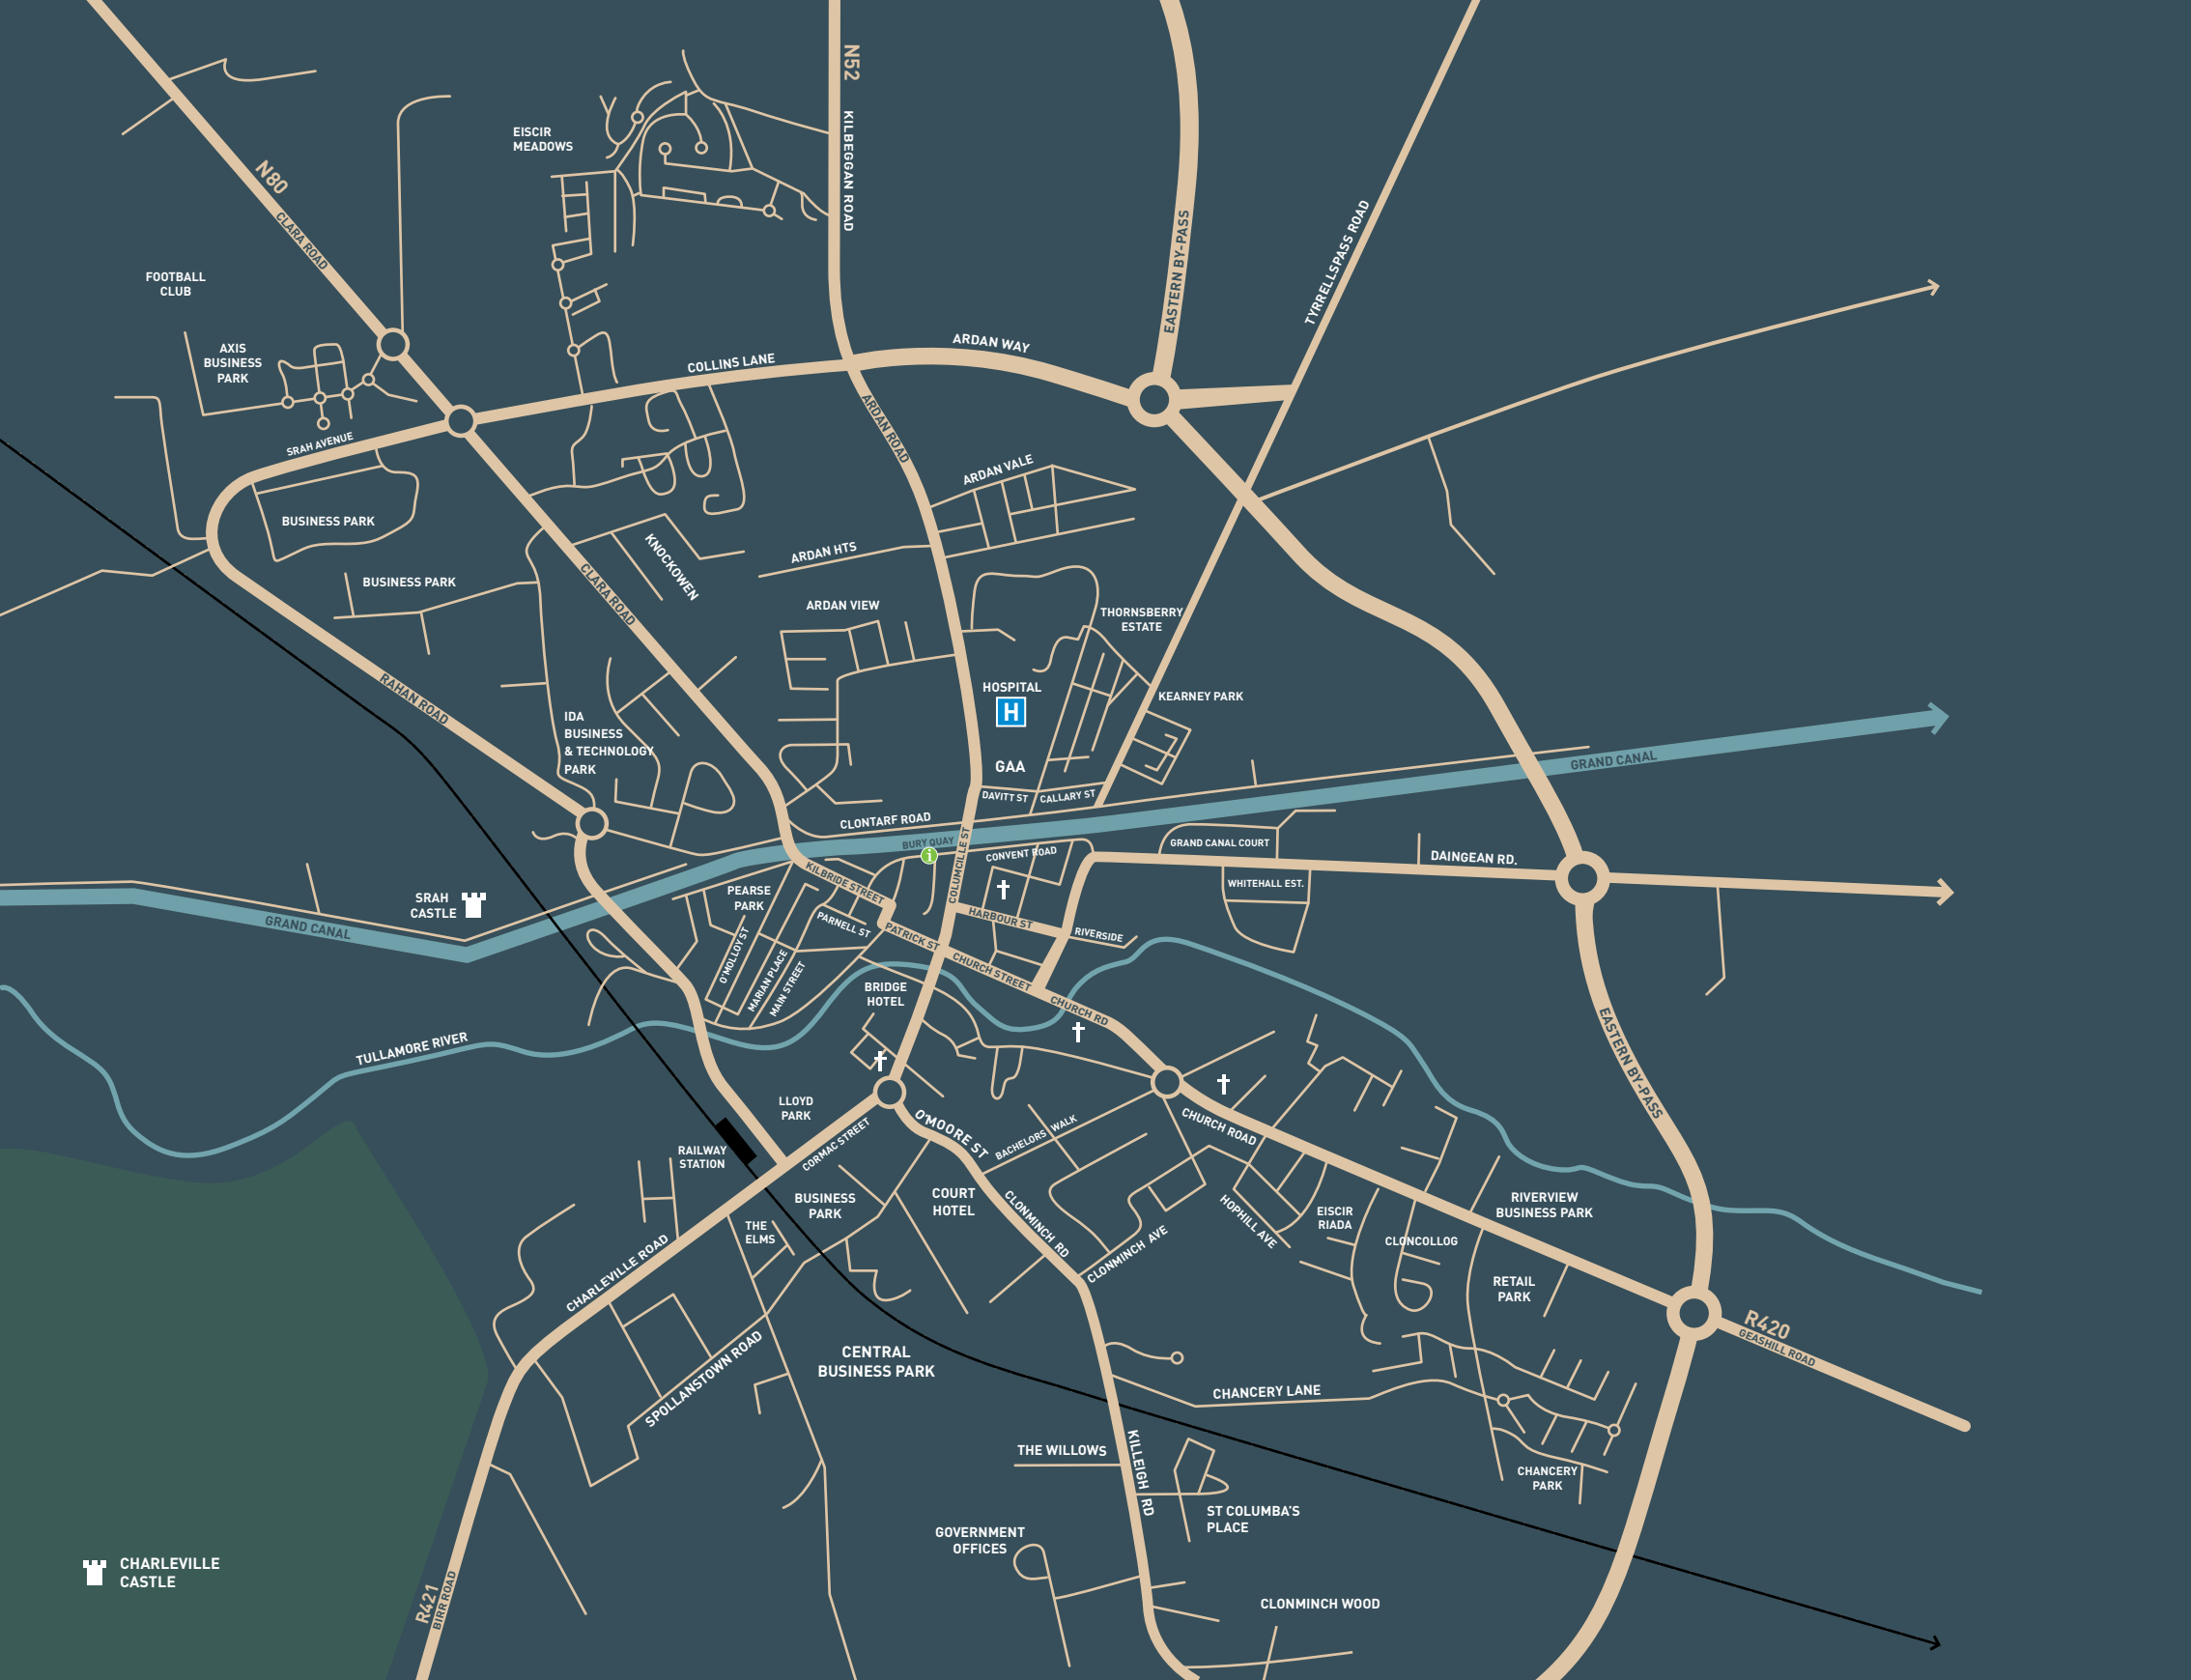 N52
KILBEGGAN ROAD
EISCIR
MEADOWS
N80
CLARA ROAD
EASTERN BY-PASS
TYRRELLSPASS ROAD
FOOTBALL
CLUB
AXIS
BUSINESS
PARK
COLLINS LANE
ARDAN WAY
SRAH AVENUE
ARDAN ROAD
ARDAN VALE
BUSINESS PARK
KNOCKOWEN
ARDAN HTS
BUSINESS PARK
CLARA ROAD
ARDAN VIEW
THORNSBERRY
ESTATE
RAHAN ROAD
HOSPITAL
H
KEARNEY PARK
IDA
BUSINESS
& TECHNOLOGY
PARK
GAA
GRAND CANAL
DAVITT ST
CALLARY ST
CLONTARF ROAD
BURY QUAY
i
COLUMCILLE ST
CONVENT ROAD
GRAND CANAL COURT
DAINGEAN RD.
KILBRIDE STREET
WHITEHALL EST.
PEARSE
PARK
SRAH
CASTLE
GRAND CANAL
PARNELL ST
HARBOUR ST
PATRICK ST
RIVERSIDE
O'MOLLOY ST
MARIAN PLACE
MAIN STREET
CHURCH STREET
BRIDGE
HOTEL
CHURCH RD
TULLAMORE RIVER
EASTERN BY-PASS
LLOYD
PARK
O'MOORE ST
BACHELORS WALK
CHURCH ROAD
RAILWAY
STATION
CORMAC STREET
BUSINESS
PARK
COURT
HOTEL
CLONMINCH RD
CLONMINCH AVE
HOPHILL AVE
EISCIR
RIADA
RIVERVIEW
BUSINESS PARK
THE
ELMS
CLONCOLLOG
CHARLEVILLE ROAD
RETAIL
PARK
R420
GEASHILL ROAD
SPOLLANSTOWN ROAD
CENTRAL
BUSINESS PARK
CHANCERY LANE
THE WILLOWS
KILLEIGH RD
CHANCERY
PARK
ST COLUMBA'S
PLACE
GOVERNMENT
OFFICES
CHARLEVILLE
CASTLE
R421
BIRR ROAD
CLONMINCH WOOD